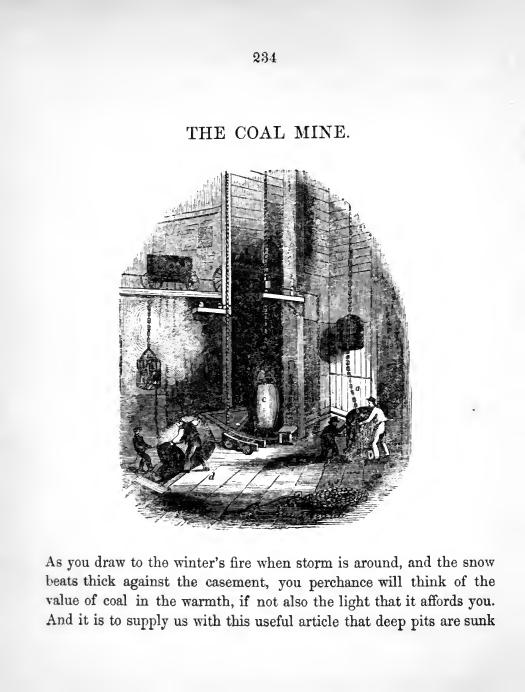 234
THE COAL MINE.
c
a
d
As you draw to the winter's fire when storm is around, and the snow
beats thick against the casement, you perchance will think of the
value of coal in the warmth, if not also the light that it affords you.
And it is to supply us with this useful article that deep pits are sunk